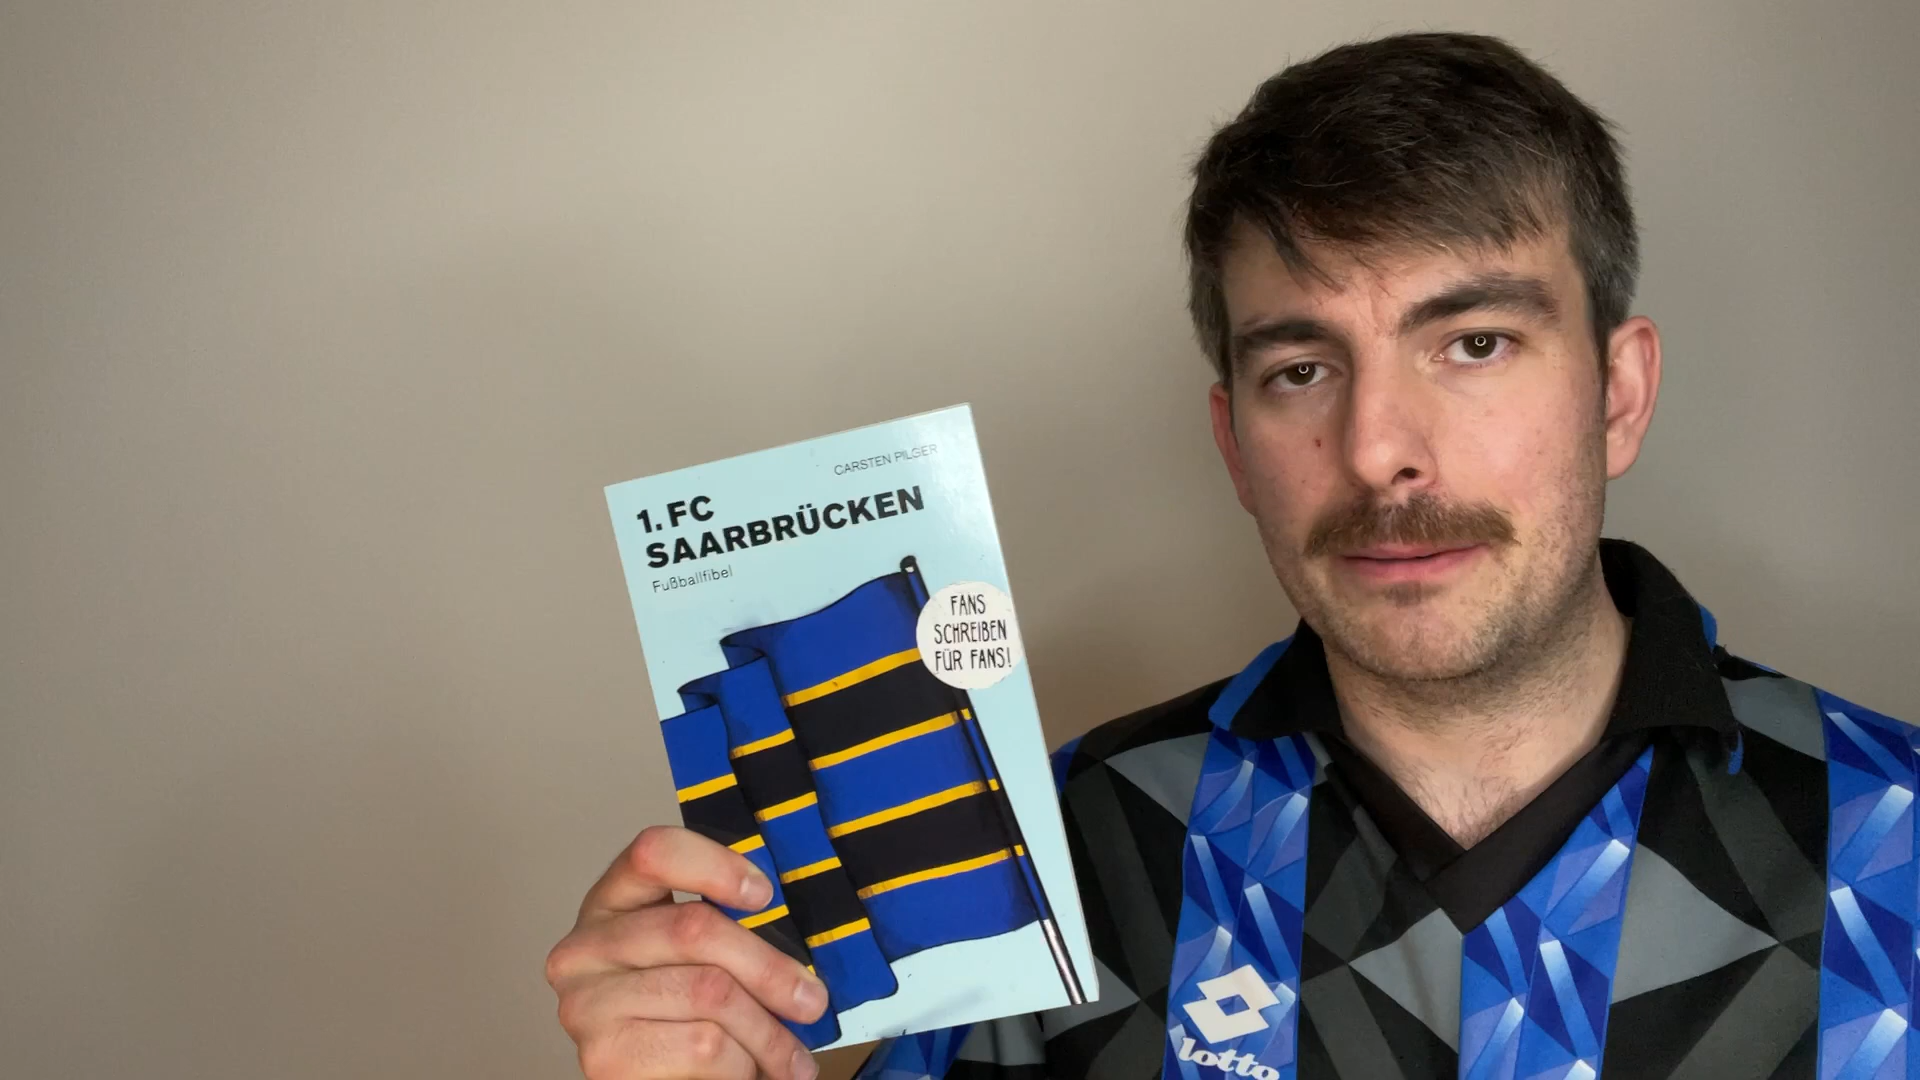 CARSTEN PILGER
1. FC
SAARBRÜCKEN
Fußballfibel
FANS
SCHREIBEN
FÜR FANS!
lotto